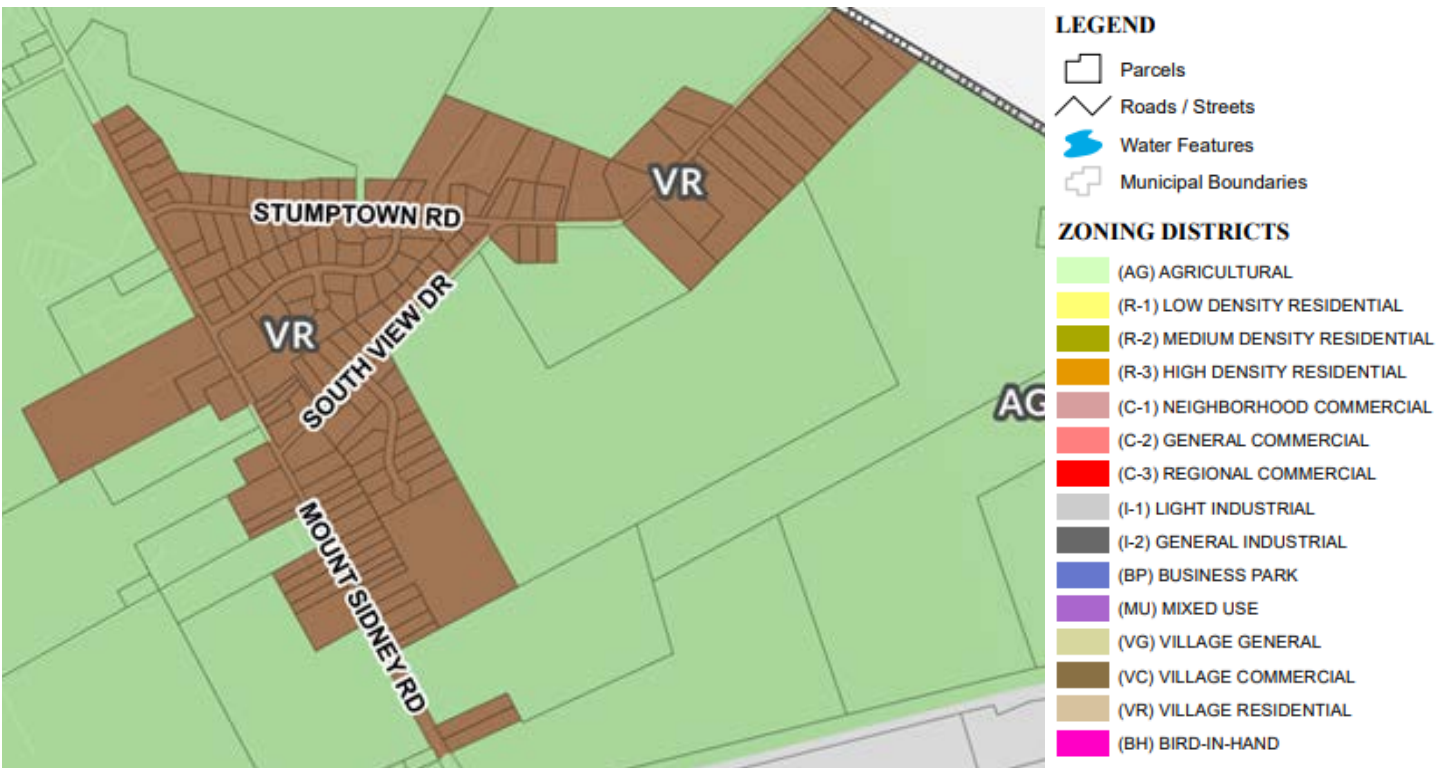 VR
STUMPTOWN RD
SOUTH VIEW DR
VR
AG
MOUNT SIDNEY RD
LEGEND
Parcels
Roads / Streets
Water Features
Municipal Boundaries
ZONING DISTRICTS
(AG) AGRICULTURAL
(R-1) LOW DENSITY RESIDENTIAL
(R-2) MEDIUM DENSITY RESIDENTIAL
(R-3) HIGH DENSITY RESIDENTIAL
(C-1) NEIGHBORHOOD COMMERCIAL
(C-2) GENERAL COMMERCIAL
(C-3) REGIONAL COMMERCIAL
(I-1) LIGHT INDUSTRIAL
(I-2) GENERAL INDUSTRIAL
(BP) BUSINESS PARK
(MU) MIXED USE
(VG) VILLAGE GENERAL
(VC) VILLAGE COMMERCIAL
(VR) VILLAGE RESIDENTIAL
(BH) BIRD-IN-HAND